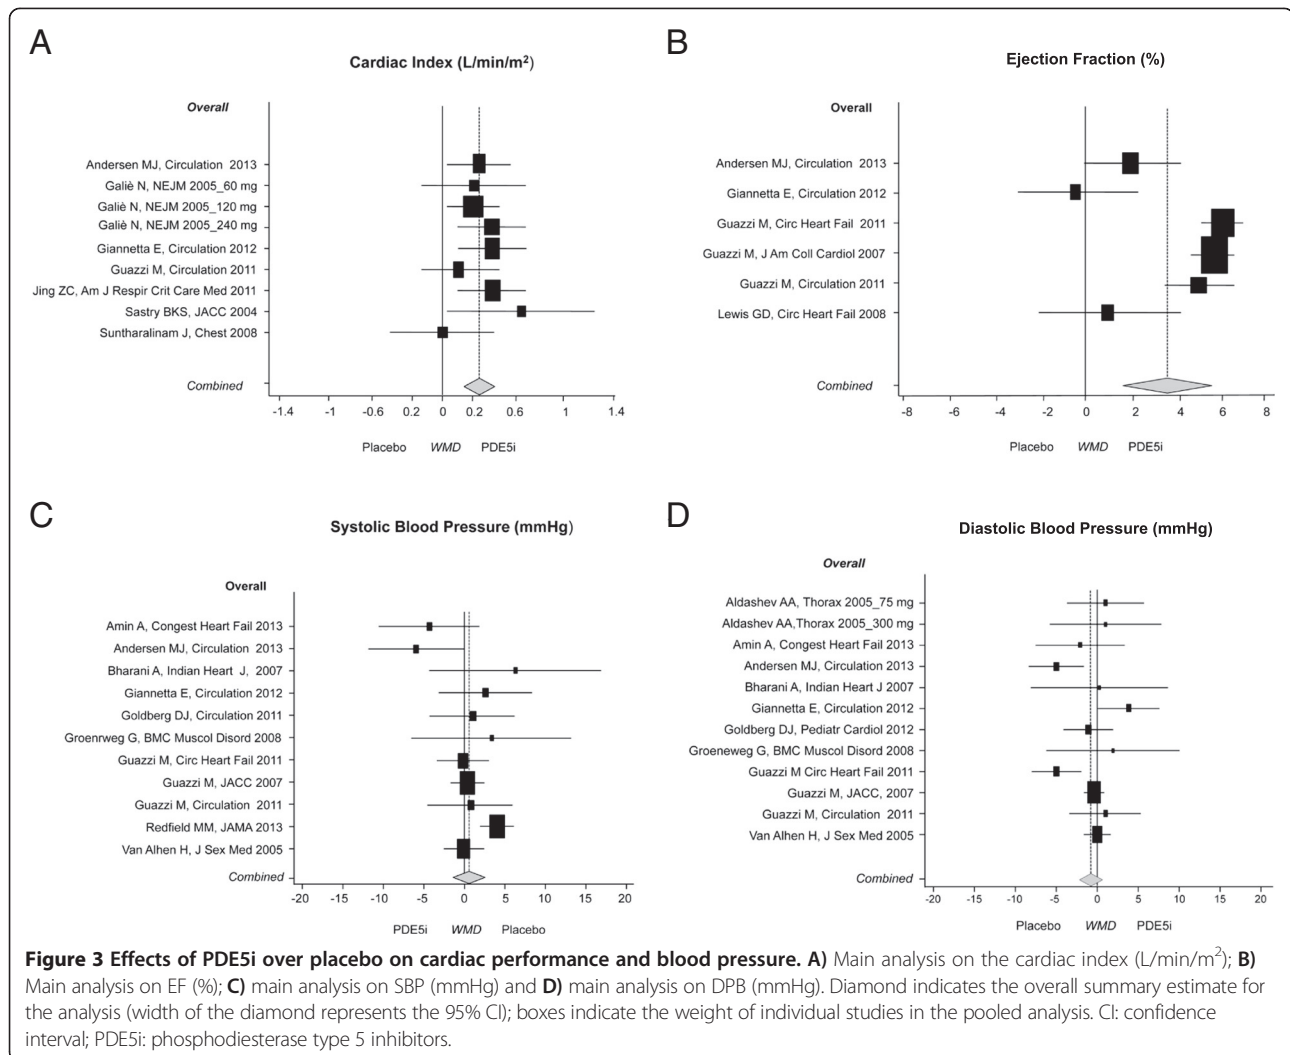 A
Cardiac Index (L/min/m²)
Overall
Andersen MJ, Circulation 2013
Galiè N, NEJM 2005_60 mg
Galiè N, NEJM 2005_120 mg
Galiè N, NEJM 2005_240 mg
Giannetta E, Circulation 2012
Guazzi M, Circulation 2011
Jing ZC, Am J Respir Crit Care Med 2011
Sastry BKS, JACC 2004
Suntharalinam J, Chest 2008
Combined
-1.4 -1 -0.6 0.2 0 0.2 0.6 1 1.4
Placebo WMD PDE5i
B
Ejection Fraction (%)
Overall
Andersen MJ, Circulation 2013
Giannetta E, Circulation 2012
Guazzi M, Circ Heart Fail 2011
Guazzi M, J Am Coll Cardiol 2007
Guazzi M, Circulation 2011
Lewis GD, Circ Heart Fail 2008
Combined
-8 -6 -4 -2 0 2 4 6 8
Placebo WMD PDE5i
C
Systolic Blood Pressure (mmHg)
Overall
Amin A, Congest Heart Fail 2013
Andersen MJ, Circulation 2013
Bharani A, Indian Heart J, 2007
Giannetta E, Circulation 2012
Goldberg DJ, Circulation 2011
Groenrweg G, BMC Muscol Disord 2008
Guazzi M, Circ Heart Fail 2011
Guazzi M, JACC 2007
Guazzi M, Circulation 2011
Redfield MM, JAMA 2013
Van Alhen H, J Sex Med 2005
Combined
-20 -15 -10 -5 0 5 10 15 20
PDE5i WMD Placebo
D
Diastolic Blood Pressure (mmHg)
Overall
Aldashev AA, Thorax 2005_75 mg
Aldashev AA,Thorax 2005_300 mg
Amin A, Congest Heart Fail 2013
Andersen MJ, Circulation 2013
Bharani A, Indian Heart J 2007
Giannetta E, Circulation 2012
Goldberg DJ, Pediatr Cardiol 2012
Groeneweg G, BMC Muscol Disord 2008
Guazzi M Circ Heart Fail 2011
Guazzi M, JACC, 2007
Guazzi M, Circulation 2011
Van Alhen H, J Sex Med 2005
Combined
-20 -15 -10 -5 0 5 10 15 20
Placebo WMD PDE5i
Figure 3 Effects of PDE5i over placebo on cardiac performance and blood pressure. A) Main analysis on the cardiac index (L/min/m²); B)
Main analysis on EF (%); C) main analysis on SBP (mmHg) and D) main analysis on DPB (mmHg). Diamond indicates the overall summary estimate for
the analysis (width of the diamond represents the 95% CI); boxes indicate the weight of individual studies in the pooled analysis. CI: confidence
interval; PDE5i: phosphodiesterase type 5 inhibitors.